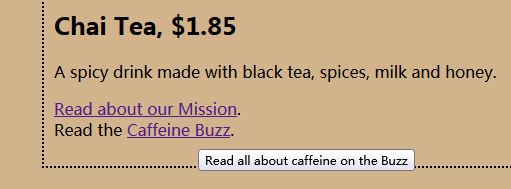 Chai Tea, $1.85
A spicy drink made with black tea, spices, milk and honey.
Read about our Mission.
Read the Caffeine Buzz.
Read all about caffeine on the Buzz